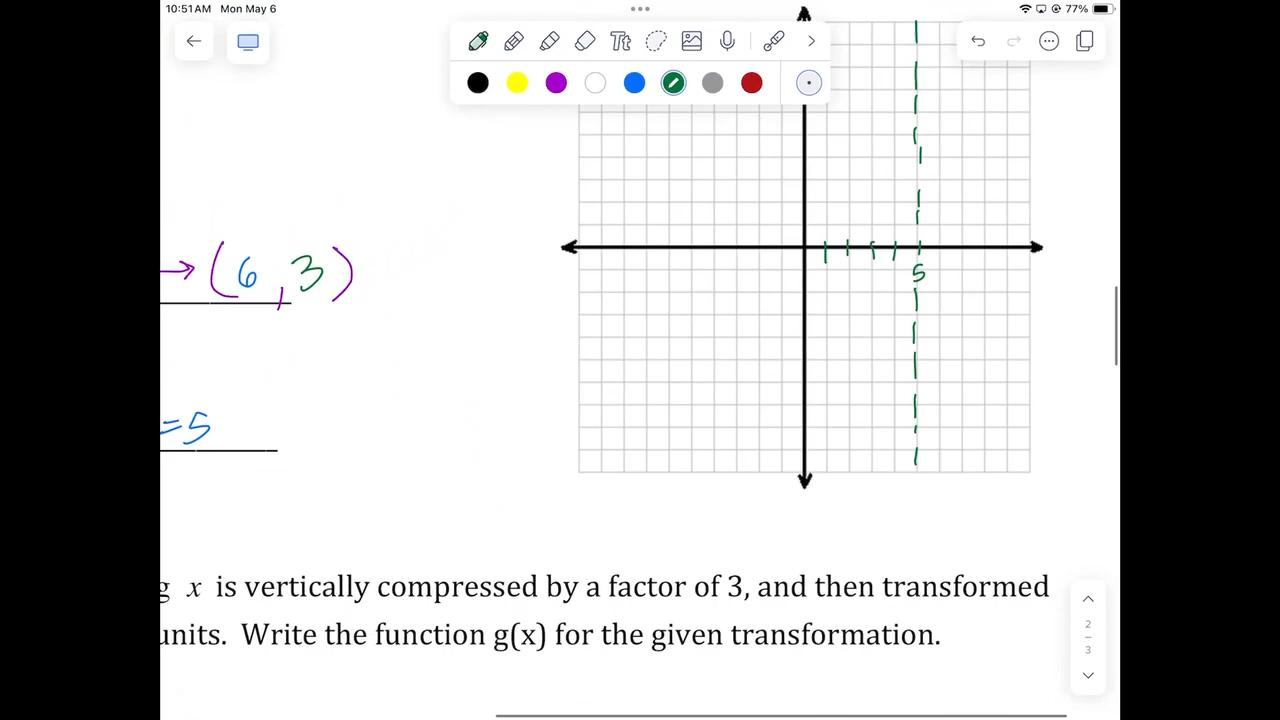 10:51 AM Mon May 6
77%
Tt
→ (6, 3)
5
=5
g x is vertically compressed by a factor of 3, and then transformed
units. Write the function g(x) for the given transformation.
2
3